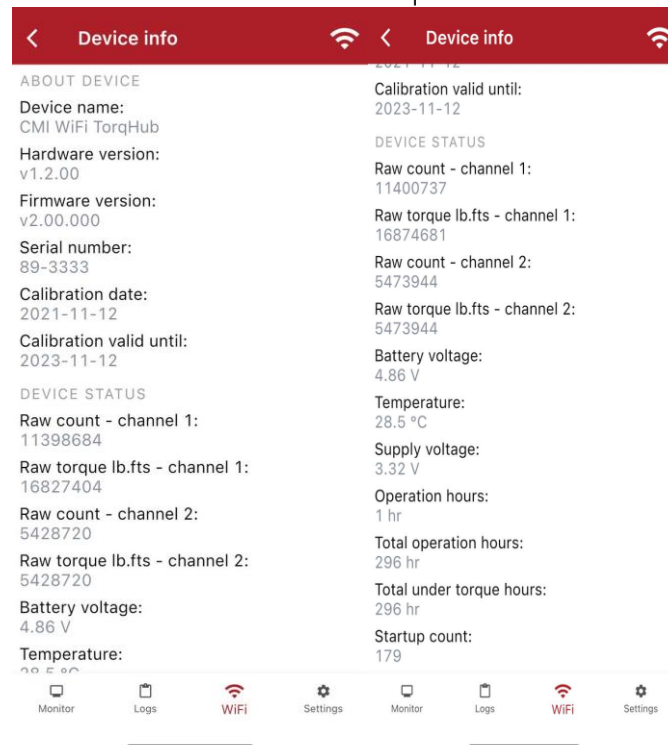 Device info
ABOUT DEVICE
Device name:
CMI WiFi TorqHub
Hardware version:
v1.2.00
Firmware version:
v2.00.000
Serial number:
89-3333
Calibration date:
2021-11-12
Calibration valid until:
2023-11-12
DEVICE STATUS
Raw count - channel 1:
11398684
Raw torque lb.fts - channel 1:
16827404
Raw count - channel 2:
5428720
Raw torque lb.fts - channel 2:
5428720
Battery voltage:
4.86 V
Temperature:
28.5 °C
Monitor
Logs
WiFi
Settings
Device info
2021-11-12
Calibration valid until:
2023-11-12
DEVICE STATUS
Raw count - channel 1:
11400737
Raw torque lb.fts - channel 1:
16874681
Raw count - channel 2:
5473944
Raw torque lb.fts - channel 2:
5473944
Battery voltage:
4.86 V
Temperature:
28.5 °C
Supply voltage:
3.32 V
Operation hours:
1 hr
Total operation hours:
296 hr
Total under torque hours:
296 hr
Startup count:
179
Monitor
Logs
WiFi
Settings